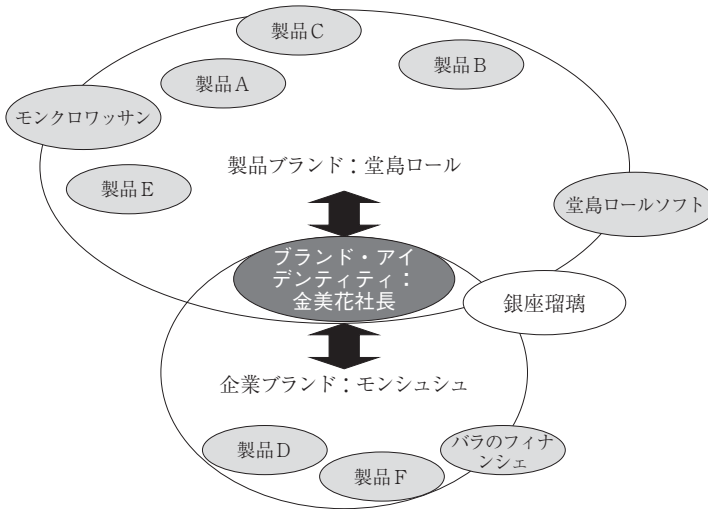 製品C
製品B
製品A
モンクロワッサン
製品ブランド：堂島ロール
製品E
堂島ロールソフト
ブランド・アイ
デンティティ：
金美花社長
銀座瑠璃
企業ブランド：モンシュシュ
製品D
バラのフィナ
ンシェ
製品F